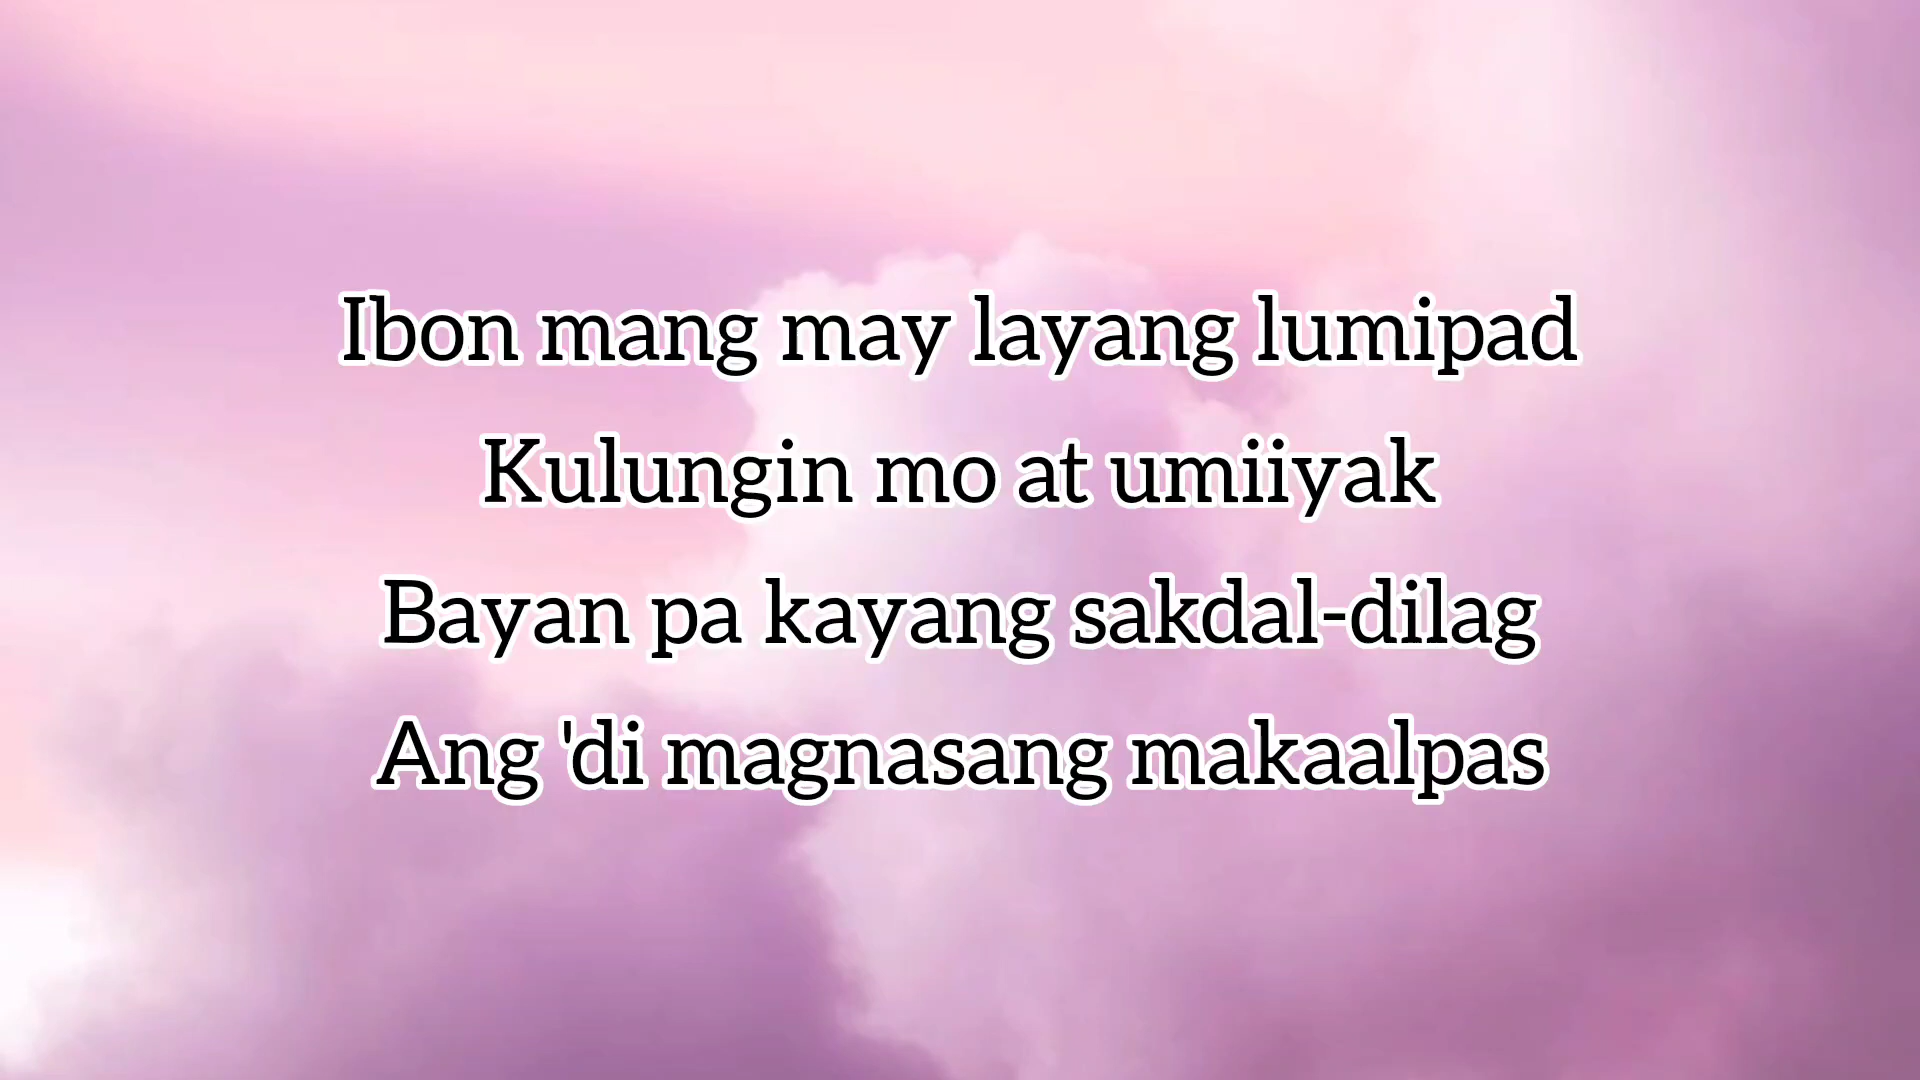 Ibon mang may layang lumipad
Kulungin mo at umiiyak
Bayan pa kayang sakdal-dilag
Ang 'di magnasang makaalpas